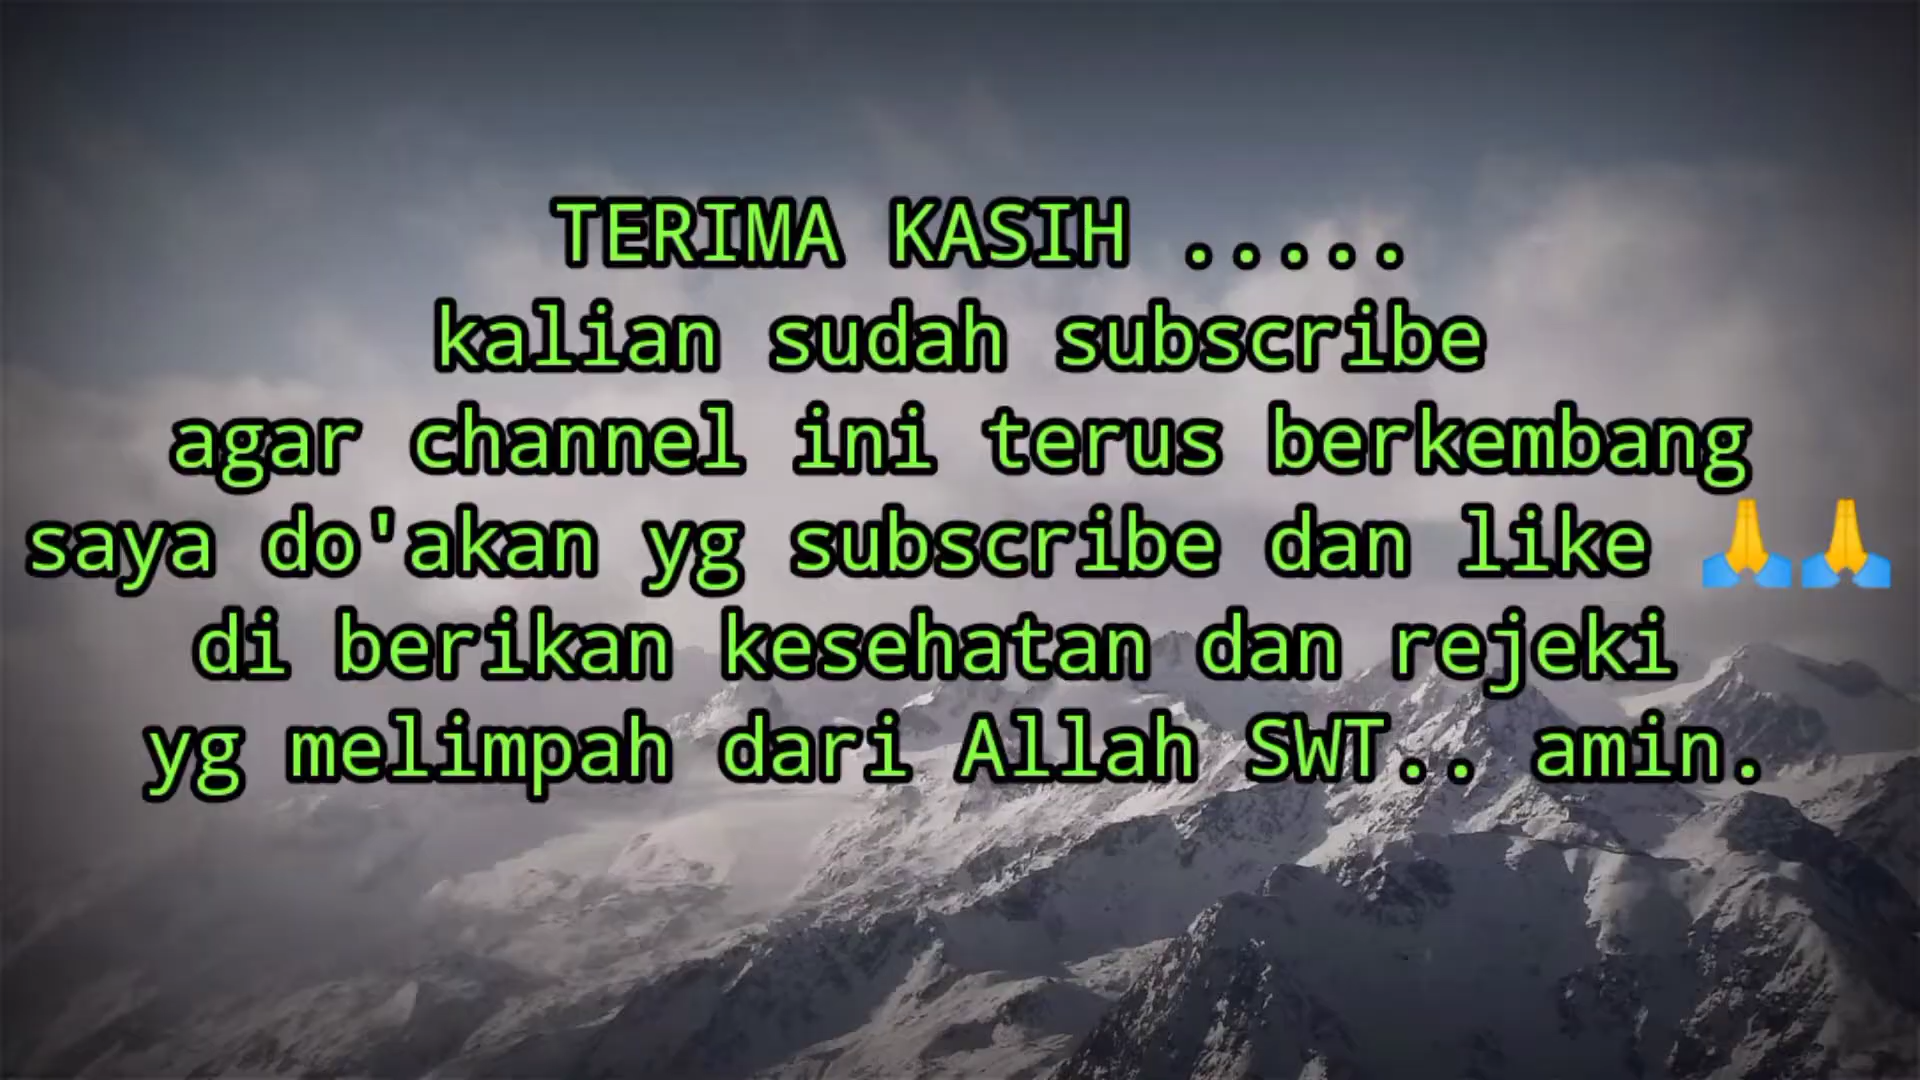 TERIMA KASIH .....
kalian sudah subscribe
agar channel ini terus berkembang
saya do'akan yg subscribe dan like 🙏🙏
di berikan kesehatan dan rejeki
yg melimpah dari Allah SWT.. amin.